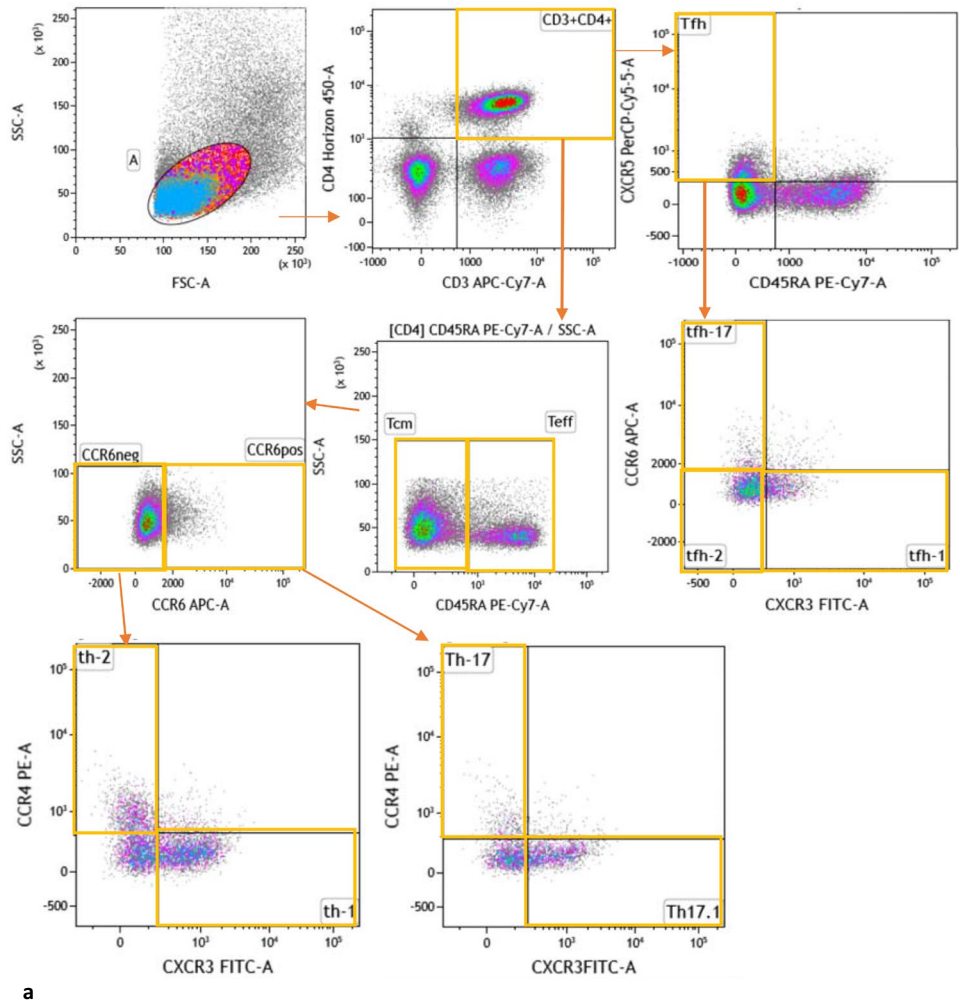 250
(x 10³)
200
SSC-A
150
A
100
50
0
0 50 100 150 200 250
(x 10³)
FSC-A
CD3+CD4+
10⁵
CD4 Horizon 450-A
10⁴
10³
500
100
0
-100
-1000 0 1000 10⁴ 10⁵
CD3 APC-Cy7-A
Tfh
10⁵
CXCR5 PerCP-Cy5-5-A
10⁴
10³
500
0
-500
-1000 0 1000 10⁴ 10⁵
CD45RA PE-Cy7-A
250
(x 10³)
200
SSC-A
150
100
50
0
CCR6neg
CCR6pos
-2000 0 2000 10⁴ 10⁵
CCR6 APC-A
[CD4] CD45RA PE-Cy7-A / SSC-A
(x 10³)
250
200
SSC-A
150
100
50
0
Tcm
Teff
0 10³ 10⁴ 10⁵
CD45RA PE-Cy7-A
tfh-17
10⁵
CCR6 APC-A
10⁴
2000
0
-2000
tfh-2
tfh-1
-500 0 10³ 10⁴ 10⁵
CXCR3 FITC-A
th-2
10⁵
CCR4 PE-A
10⁴
10³
0
-500
th-1
0 10³ 10⁴ 10⁵
CXCR3 FITC-A
Th-17
10⁵
CCR4 PE-A
10⁴
10³
0
-500
Th17.1
0 10³ 10⁴ 10⁵
CXCR3FITC-A
a